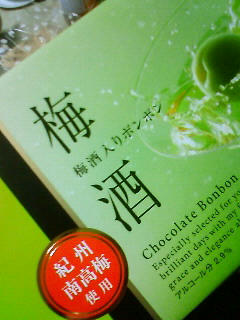 梅酒
梅酒入りボンボン
Chocolate Bonbon
Especially selected for
brilliant days with my
grace and elegance
アルコール分 2.9%
紀州
南高梅
使用